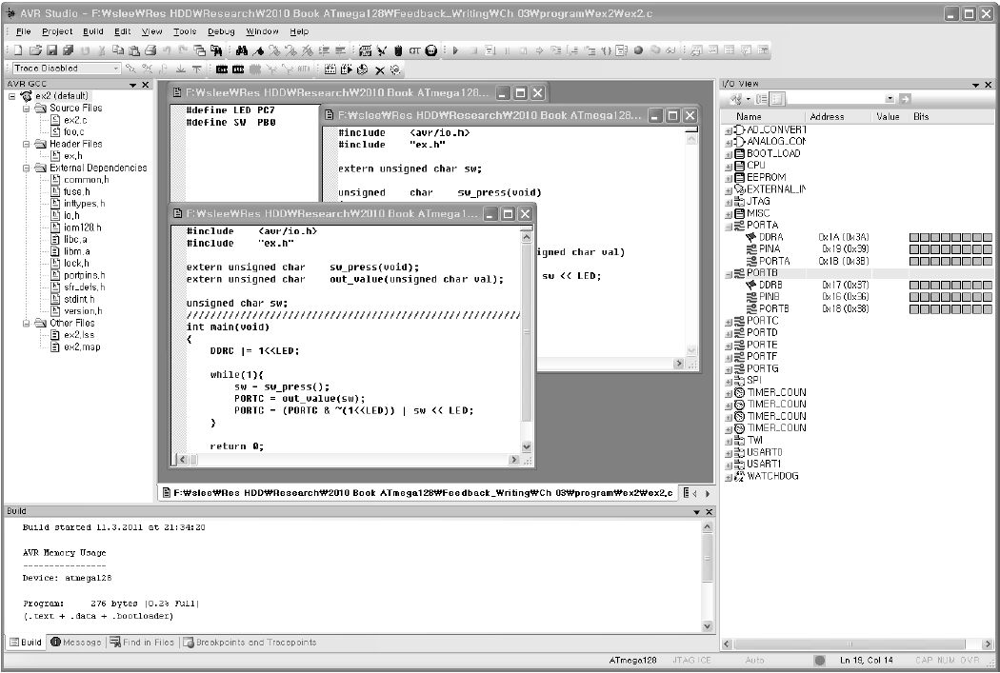 AVR Studio - F:₩slee₩Res HDD₩Research₩2010 Book ATmega128₩Feedback_Writing₩Ch 03₩program₩ex2₩ex2.c
File Project Build Edit View Tools Debug Window Help
Trace Disabled
AVR GCC
ex2 (default)
Source Files
ex2.c
foo.c
Header Files
ex.h
External Dependencies
common.h
fuse.h
inttypes.h
io.h
iom128.h
libc.a
libm.a
lock.h
portpins.h
sfr_defs.h
stdint.h
version.h
Other Files
ex2.lss
ex2.map
F:₩slee₩Res HDD₩Research₩2010 Book ATmega128...
#define LED PC7
#define SW PB0
F:₩slee₩Res HDD₩Research₩2010 Book ATmega128...
#include <avr/io.h>
#include "ex.h"
extern unsigned char sw;
unsigned char sw_press(void)
igned char val)
sw << LED;
F:₩slee₩Res HDD₩Research₩2010 Book ATmega1...
#include <avr/io.h>
#include "ex.h"
extern unsigned char sw_press(void);
extern unsigned char out_value(unsigned char val);
unsigned char sw;
////////////////////////////////////////////////////////
int main(void)
{
DDRC |= 1<<LED;
while(1){
sw = sw_press();
PORTC = out_value(sw);
PORTC = (PORTC & ~(1<<LED)) | sw << LED;
}
return 0;
F:₩slee₩Res HDD₩Research₩2010 Book ATmega128₩Feedback_Writing₩Ch 03₩program₩ex2₩ex2.c
I/O View
Name Address Value Bits
AD_CONVERT
ANALOG_CON
BOOT_LOAD
CPU
EEPROM
EXTERNAL_IN
JTAG
MISC
PORTA
DDRA 0x1A (0x3A)
PINA 0x19 (0x39)
PORTA 0x1B (0x3B)
PORTB
DDRB 0x17 (0x37)
PINB 0x16 (0x36)
PORTB 0x18 (0x38)
PORTC
PORTD
PORTE
PORTF
PORTG
SPI
TIMER_COUN
TIMER_COUN
TIMER_COUN
TIMER_COUN
TWI
USART0
USART1
WATCHDOG
Build
Build started 11.3.2011 at 21:34:20
AVR Memory Usage
----------------
Device: atmega128
Program: 276 bytes (0.2% Full)
(.text + .data + .bootloader)
Build Message Find in Files Breakpoints and Tracepoints
ATmega128 JTAG ICE Auto Ln 19, Col 14 CAP NUM OVR